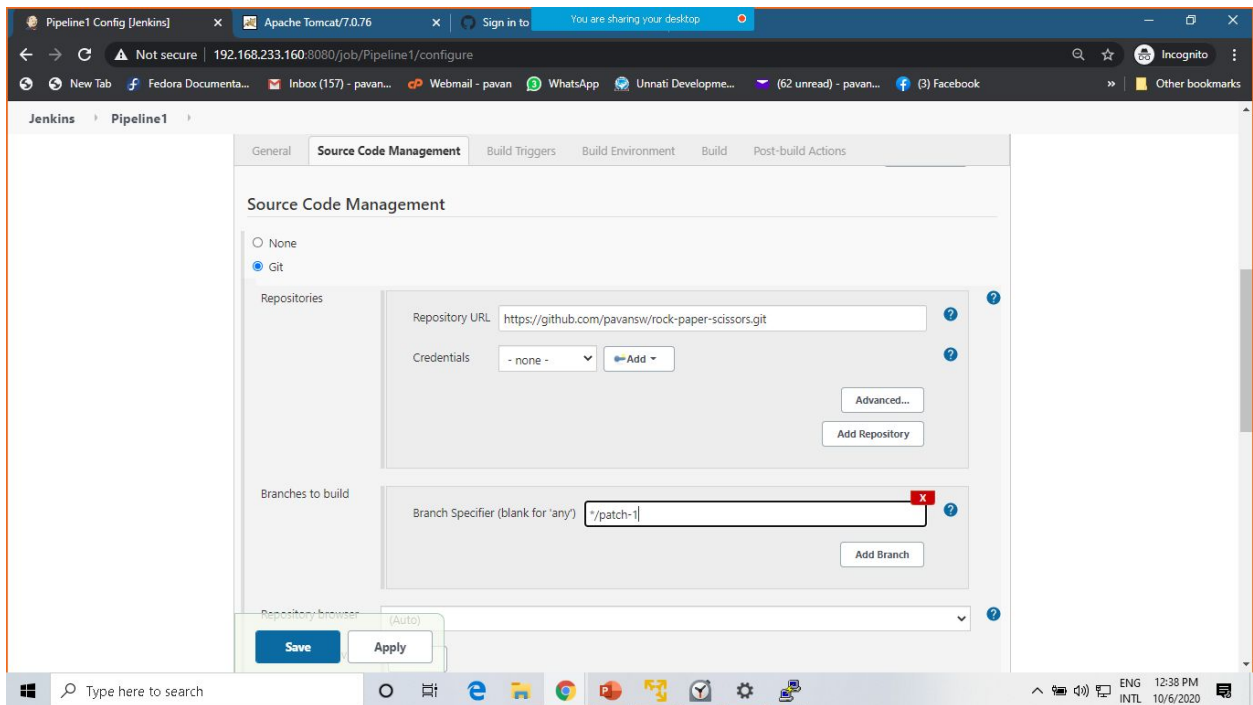 Pipeline1 Config [Jenkins]
Apache Tomcat/7.0.76
Sign in to
You are sharing your desktop
Not secure
192.168.233.160:8080/job/Pipeline1/configure
Incognito
New Tab
Fedora Documenta...
Inbox (157) - pavan...
Webmail - pavan
WhatsApp
Unnati Developme...
(62 unread) - pavan...
(3) Facebook
»
Other bookmarks
Jenkins
Pipeline1
General
Source Code Management
Build Triggers
Build Environment
Build
Post-build Actions
Source Code Management
None
Git
Repositories
Repository URL
https://github.com/pavansw/rock-paper-scissors.git
Credentials
- none -
Add
Advanced...
Add Repository
Branches to build
X
Branch Specifier (blank for 'any')
*/patch-1
Add Branch
Repository browser
(Auto)
Save
Apply
Type here to search
ENG
INTL
12:38 PM
10/6/2020